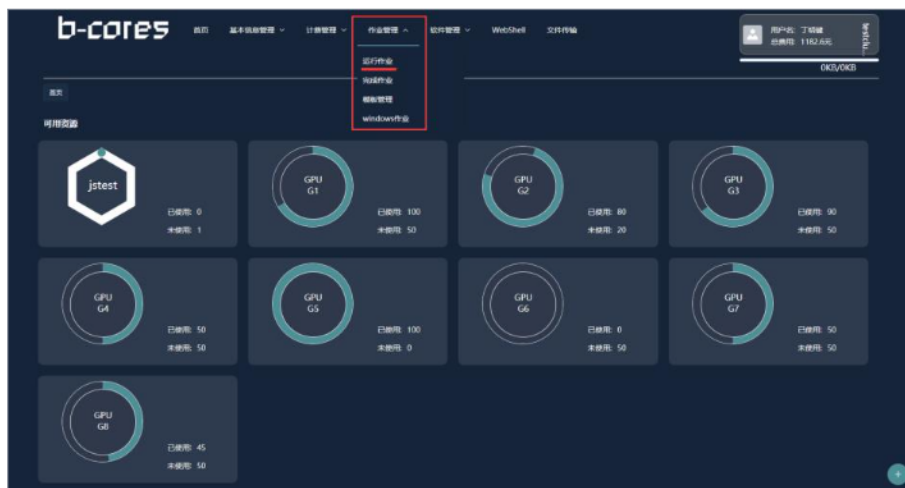 b-cores 首页 基本信息管理 计算管理 作业管理 软件管理 WebShell 文件传输
用户名: 丁硕健
总费用: 1182.6元
0KB/0KB
运行作业
完成作业
模板管理
windows作业
首页
可用资源
jstest
已使用: 0
未使用: 1
GPU
G1
已使用: 100
未使用: 50
GPU
G2
已使用: 80
未使用: 20
GPU
G3
已使用: 90
未使用: 50
GPU
G4
已使用: 50
未使用: 50
GPU
G5
已使用: 100
未使用: 0
GPU
G6
已使用: 0
未使用: 50
GPU
G7
已使用: 50
未使用: 50
GPU
G8
已使用: 45
未使用: 50